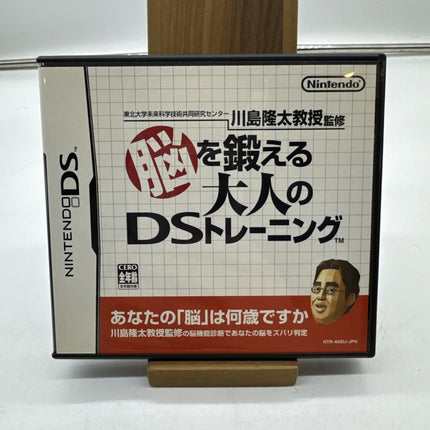 Nintendo
東北大学未来科学技術共同研究センター
川島隆太教授監修
脳を鍛える
大人の
DSトレーニング™
NINTENDO DS™
CERO
全年齢
あなたの「脳」は何歳ですか
川島隆太教授監修の脳機能診断であなたの脳をズバリ判定
NTR-ANDJ-JPN